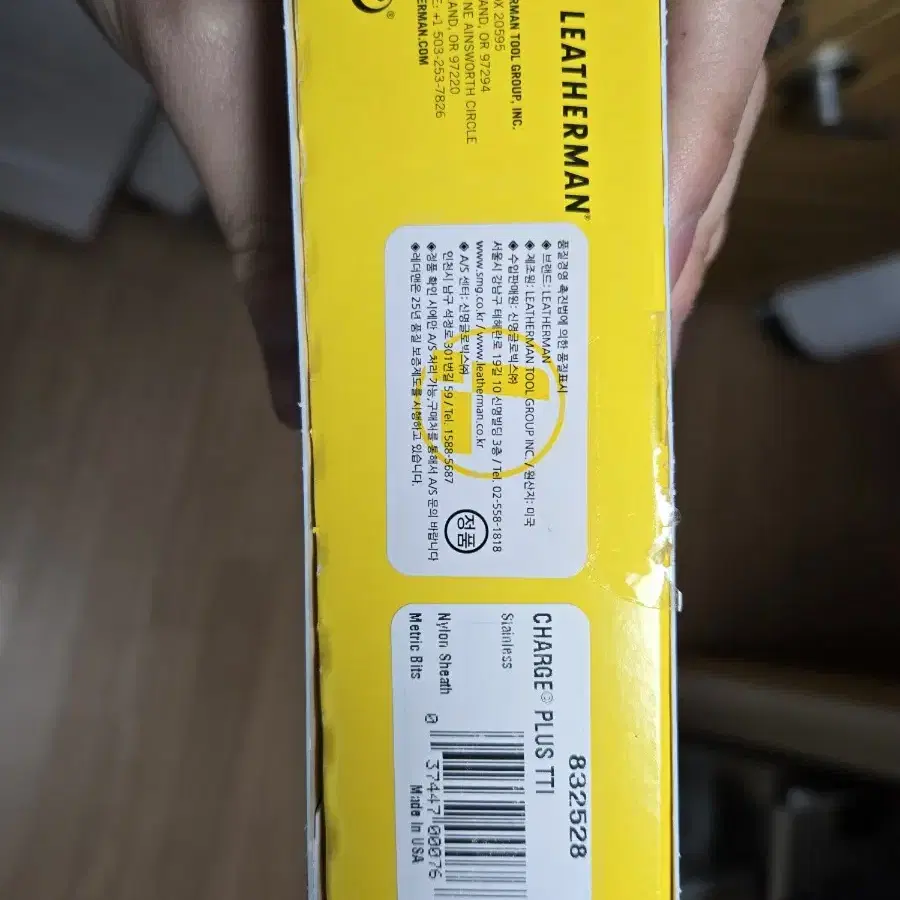 LEATHERMAN®
RMAN TOOL GROUP, INC.
OX 20595
AND, OR 97294
NE AINSWORTH CIRCLE
AND, OR 97220
E: +1 503-253-7826
ERMAN.COM
®
품질경영 촉진법에 의한 품질표시
◈ 브랜드: LEATHERMAN
◈ 제조원: LEATHERMAN TOOL GROUP INC. / 원산지: 미국
◈ 수입판매원: 신영글로빅스㈜
서울시 강남구 테헤란로 19길 10 신영빌딩 3층 / Tel. 02-558-1818
www.smg.co.kr / www.leatherman.co.kr
◈ A/S 센터: 신영글로빅스㈜
인천시 남구 석정로 301번길 59 / Tel. 1588-5687
◈정품 확인 시에만 A/S 처리 가능,구매처를 통해서 A/S 문의 바랍니다
◈레더맨은 25년 품질 보증제도를 시행하고 있습니다.
정품
832528
CHARGE® PLUS TTI
Stainless
Nylon Sheath
Metric Bits
Made In USA
0 37447 00076